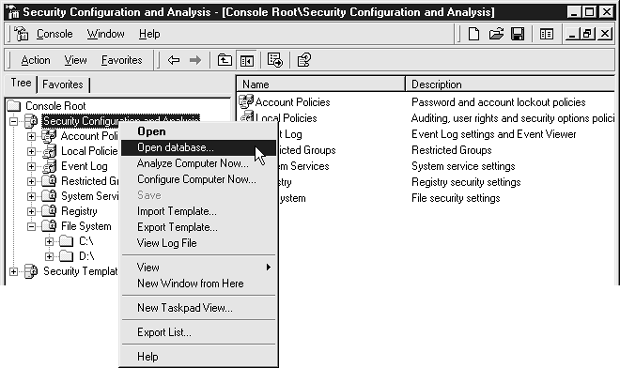 Security Configuration and Analysis - [Console Root\Security Configuration and Analysis]
Console Window Help
Action View Favorites
Tree Favorites
Name Description
Console Root
Security Configuration and Analysis
Account Poli
Local Policies
Event Log
Restricted Gr
System Servi
Registry
File System
C:\
D:\
Security Templat
Open
Open database...
Analyze Computer Now...
Configure Computer Now...
Save
Import Template...
Export Template...
View Log File
View
New Window from Here
New Taskpad View...
Export List...
Help
Account Policies Password and account lockout policies
Local Policies Auditing, user rights and security options polici
nt Log Event Log settings and Event Viewer
tricted Groups Restricted Groups
tem Services System service settings
istry Registry security settings
ystem File security settings